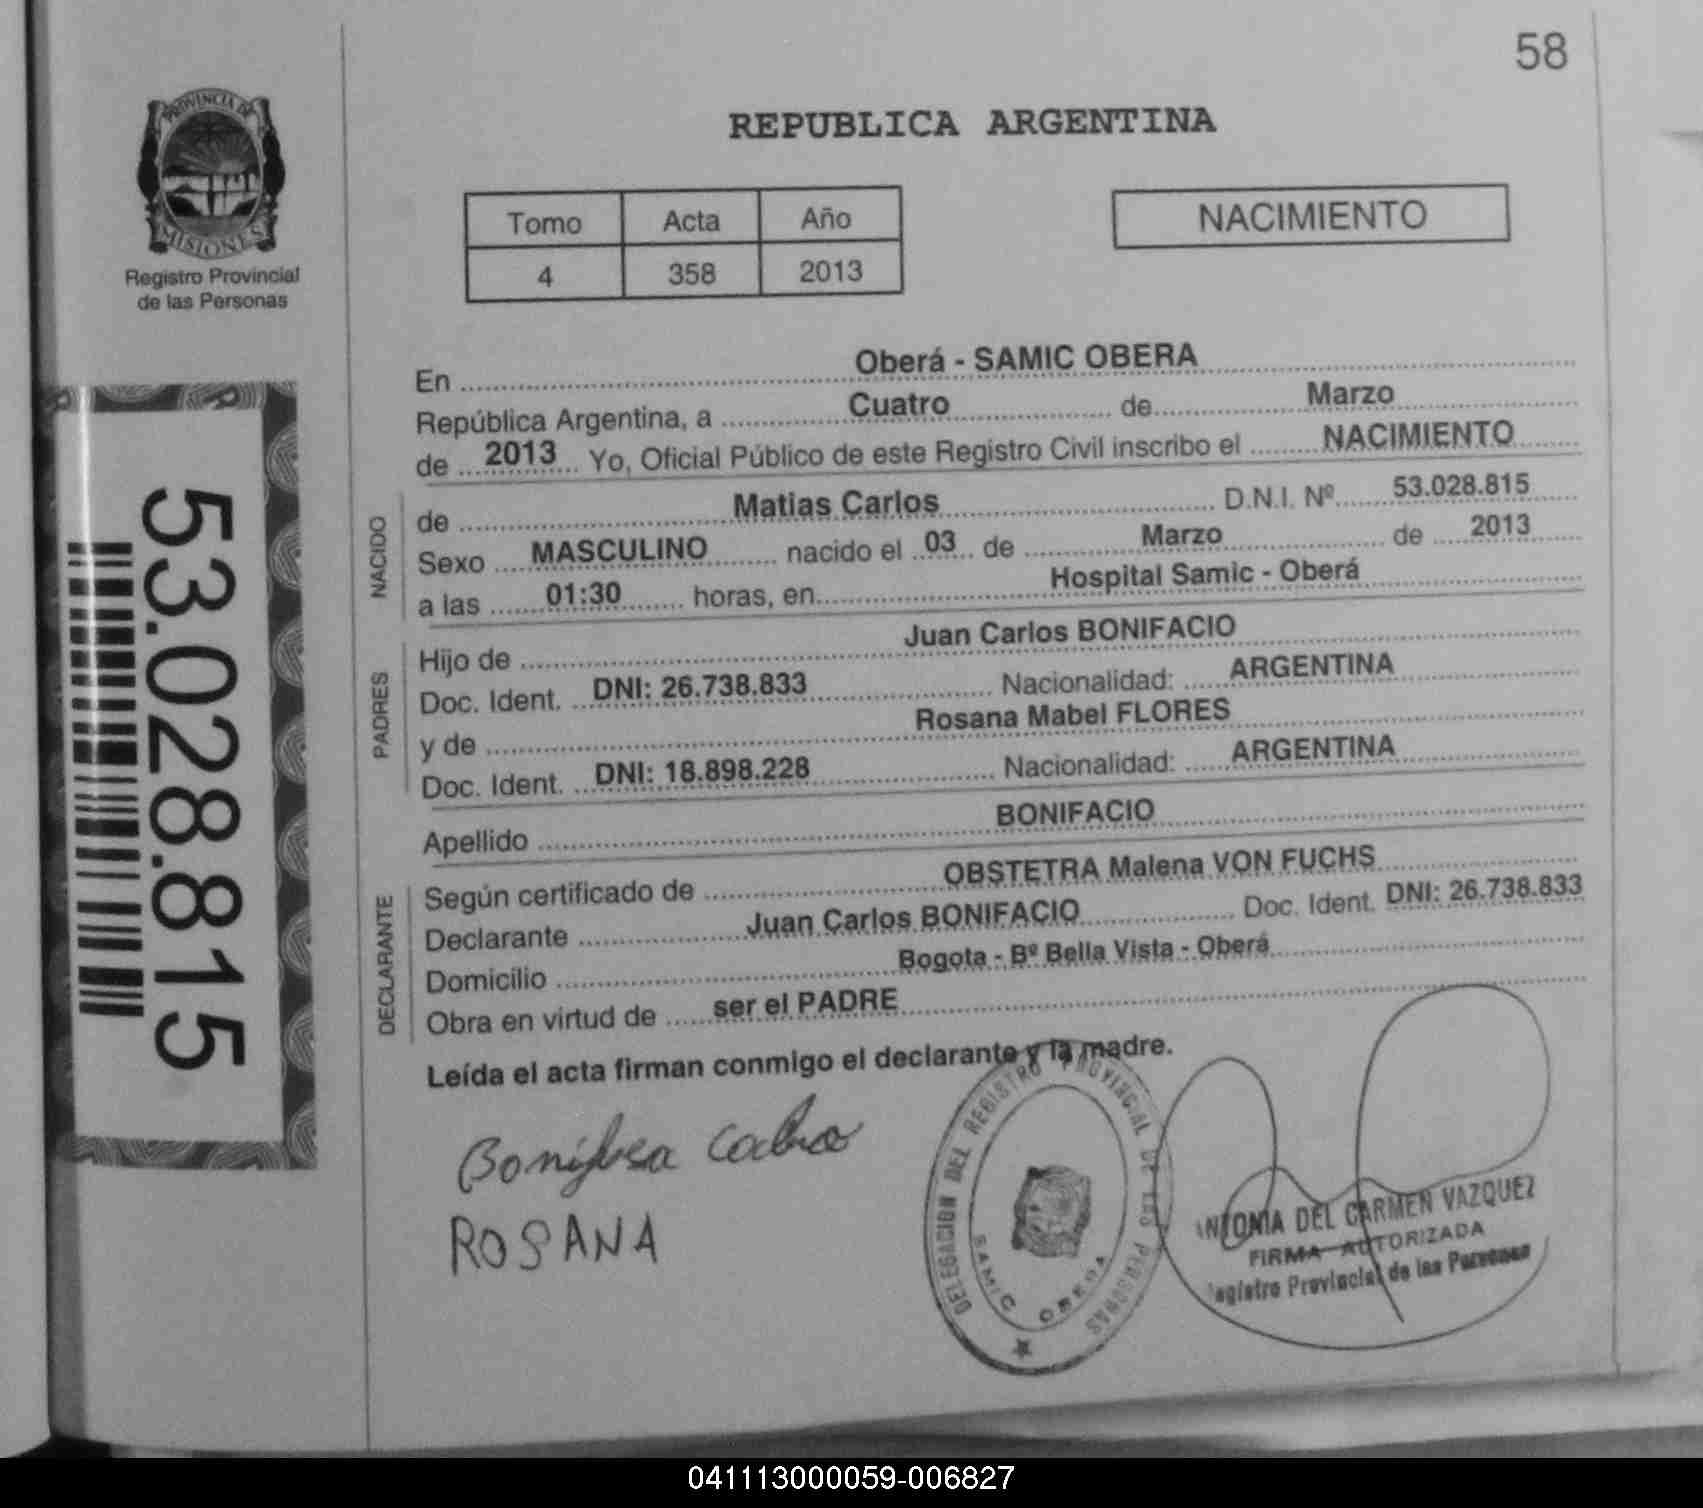 58
PROVINCIA DE
MISIONES
Registro Provincial
de las Personas
REPUBLICA ARGENTINA
Tomo Acta Año
4 358 2013
NACIMIENTO
En Oberá - SAMIC OBERA
República Argentina, a Cuatro de Marzo
de 2013 Yo, Oficial Público de este Registro Civil inscribo el NACIMIENTO
NACIDO
de Matias Carlos D.N.I. Nº 53.028.815
Sexo MASCULINO nacido el 03 de Marzo de 2013
a las 01:30 horas, en Hospital Samic - Oberá
PADRES
Hijo de Juan Carlos BONIFACIO
Doc. Ident. DNI: 26.738.833 Nacionalidad: ARGENTINA
y de Rosana Mabel FLORES
Doc. Ident. DNI: 18.898.228 Nacionalidad: ARGENTINA
Apellido BONIFACIO
DECLARANTE
Según certificado de OBSTETRA Malena VON FUCHS
Declarante Juan Carlos BONIFACIO Doc. Ident. DNI: 26.738.833
Domicilio Bogota - Bº Bella Vista - Oberá
Obra en virtud de ser el PADRE
Leída el acta firman conmigo el declarante y la madre.
53.028.815
ROSANA
DELEGACION DEL REGISTRO PROVINCIAL DE LAS PERSONAS
SAMIC OBERA
ANTONIA DEL CARMEN VAZQUEZ
FIRMA AUTORIZADA
Registro Provincial de las Personas
041113000059-006827